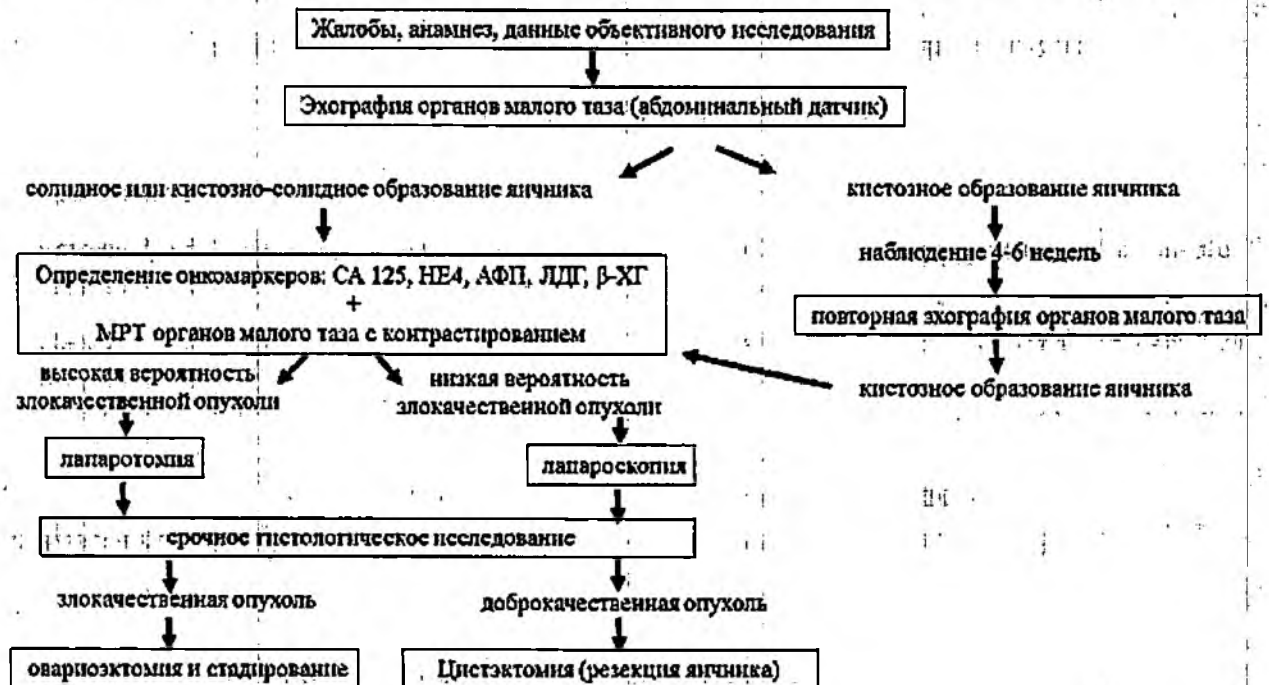 Жалобы, анамнез, данные объективного исследования
Эхография органов малого таза (абдоминальный датчик)
солидное или кистозно-солидное образование яичника
кистозное образование яичника
наблюдение 4-6 недель
Определение онкомаркеров: СА 125, НЕ4, АФП, ЛДГ, β-ХГ
+
МРТ органов малого таза с контрастированием
повторная эхография органов малого таза
кистозное образование яичника
высокая вероятность
злокачественной опухоли
низкая вероятность
злокачественной опухоли
лапаротомия
лапароскопия
срочное гистологическое исследование
злокачественная опухоль
доброкачественная опухоль
овариоэктомия и стадирование
Цистэктомия (резекция яичника)